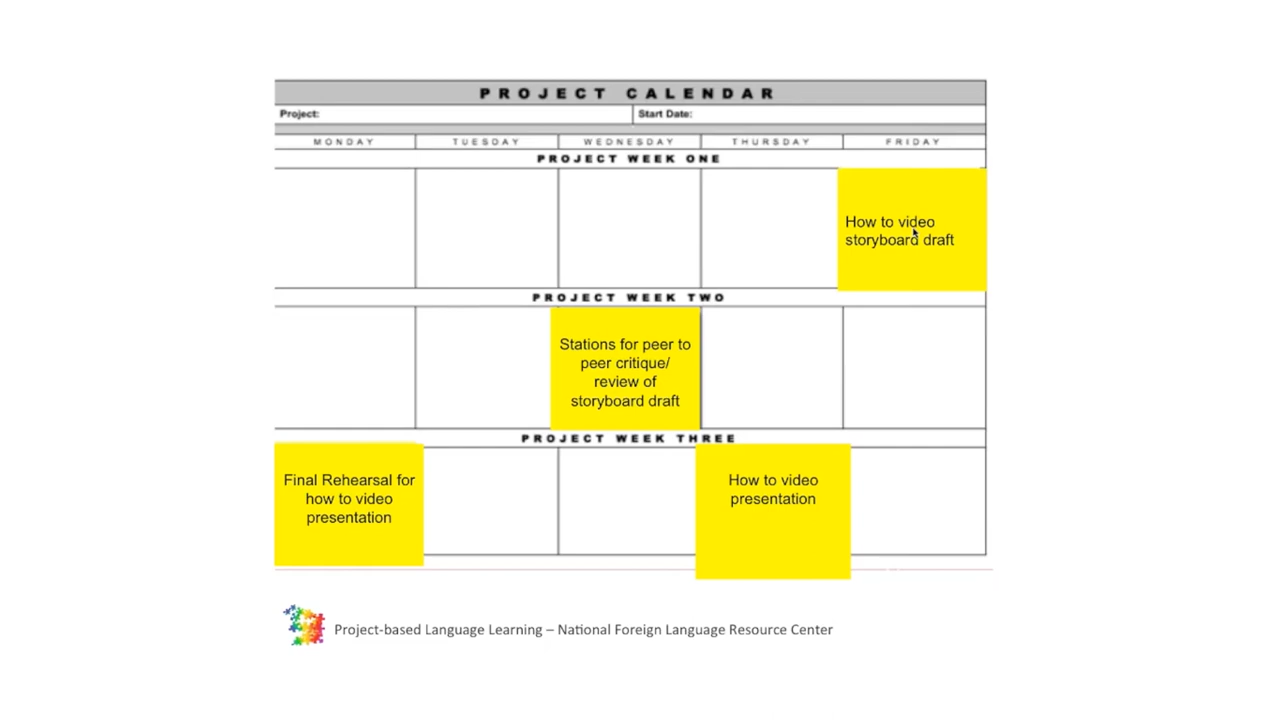 PROJECT CALENDAR
Project: Start Date:
MONDAY TUESDAY WEDNESDAY THURSDAY FRIDAY
PROJECT WEEK ONE
How to video
storyboard draft
PROJECT WEEK TWO
Stations for peer to
peer critique/
review of
storyboard draft
PROJECT WEEK THREE
Final Rehearsal for
how to video
presentation
How to video
presentation
Project-based Language Learning – National Foreign Language Resource Center